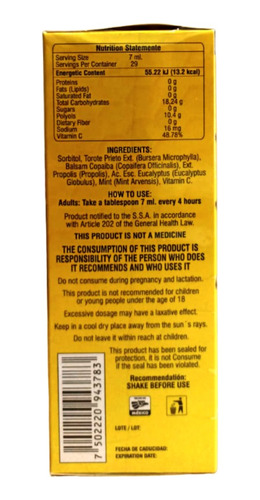 Nutrition Statemente
Serving Size 7 ml.
Servings Per Container 29
Energetic Content 55.22 kJ (13.2 kcal)
Proteins 0 g
Fats (Lipids) 0 g
Saturated Fat 0 g
Total Carbohydrates 18.24 g
Sugars 0 g
Polyols 10.4 g
Dietary Fiber 0 g
Sodium 16 mg
Vitamin C 48.78%
INGREDIENTS:
Sorbitol, Torote Prieto Ext. (Bursera Microphylla),
Balsam Copaiba (Copaifera Officinalis), Ext.
Propolis (Propolis), Ac. Esc. Eucalyptus (Eucalyptus
Globulus), Mint (Mint Arvensis), Vitamin C.
HOW TO USE:
Adults: Take a tablespoon 7 ml. every 4 hours
Product notified to the S.S.A. in accordance
with Article 202 of the General Health Law.
THIS PRODUCT IS NOT A MEDICINE
THE CONSUMPTION OF THIS PRODUCT IS
RESPONSIBILITY OF THE PERSON WHO DOES
IT RECOMMENDS AND WHO USES IT
Do not consume during pregnancy and lactation.
This product is not recommended for children
or young people under the age of 18
Excessive dosage may have a laxative effect
Keep in a cool dry place away from the sun´s rays.
Do not leave it within reach at children.
This product has been sealed for
protection, it is not Consume
if the seal has been violated.
Recommendatión:
SHAKE BEFORE USE
7 502220 943783
MÉXICO
LOTE / LOT:
FECHA DE CADUCIDAD:
EXPIRATION DATE: